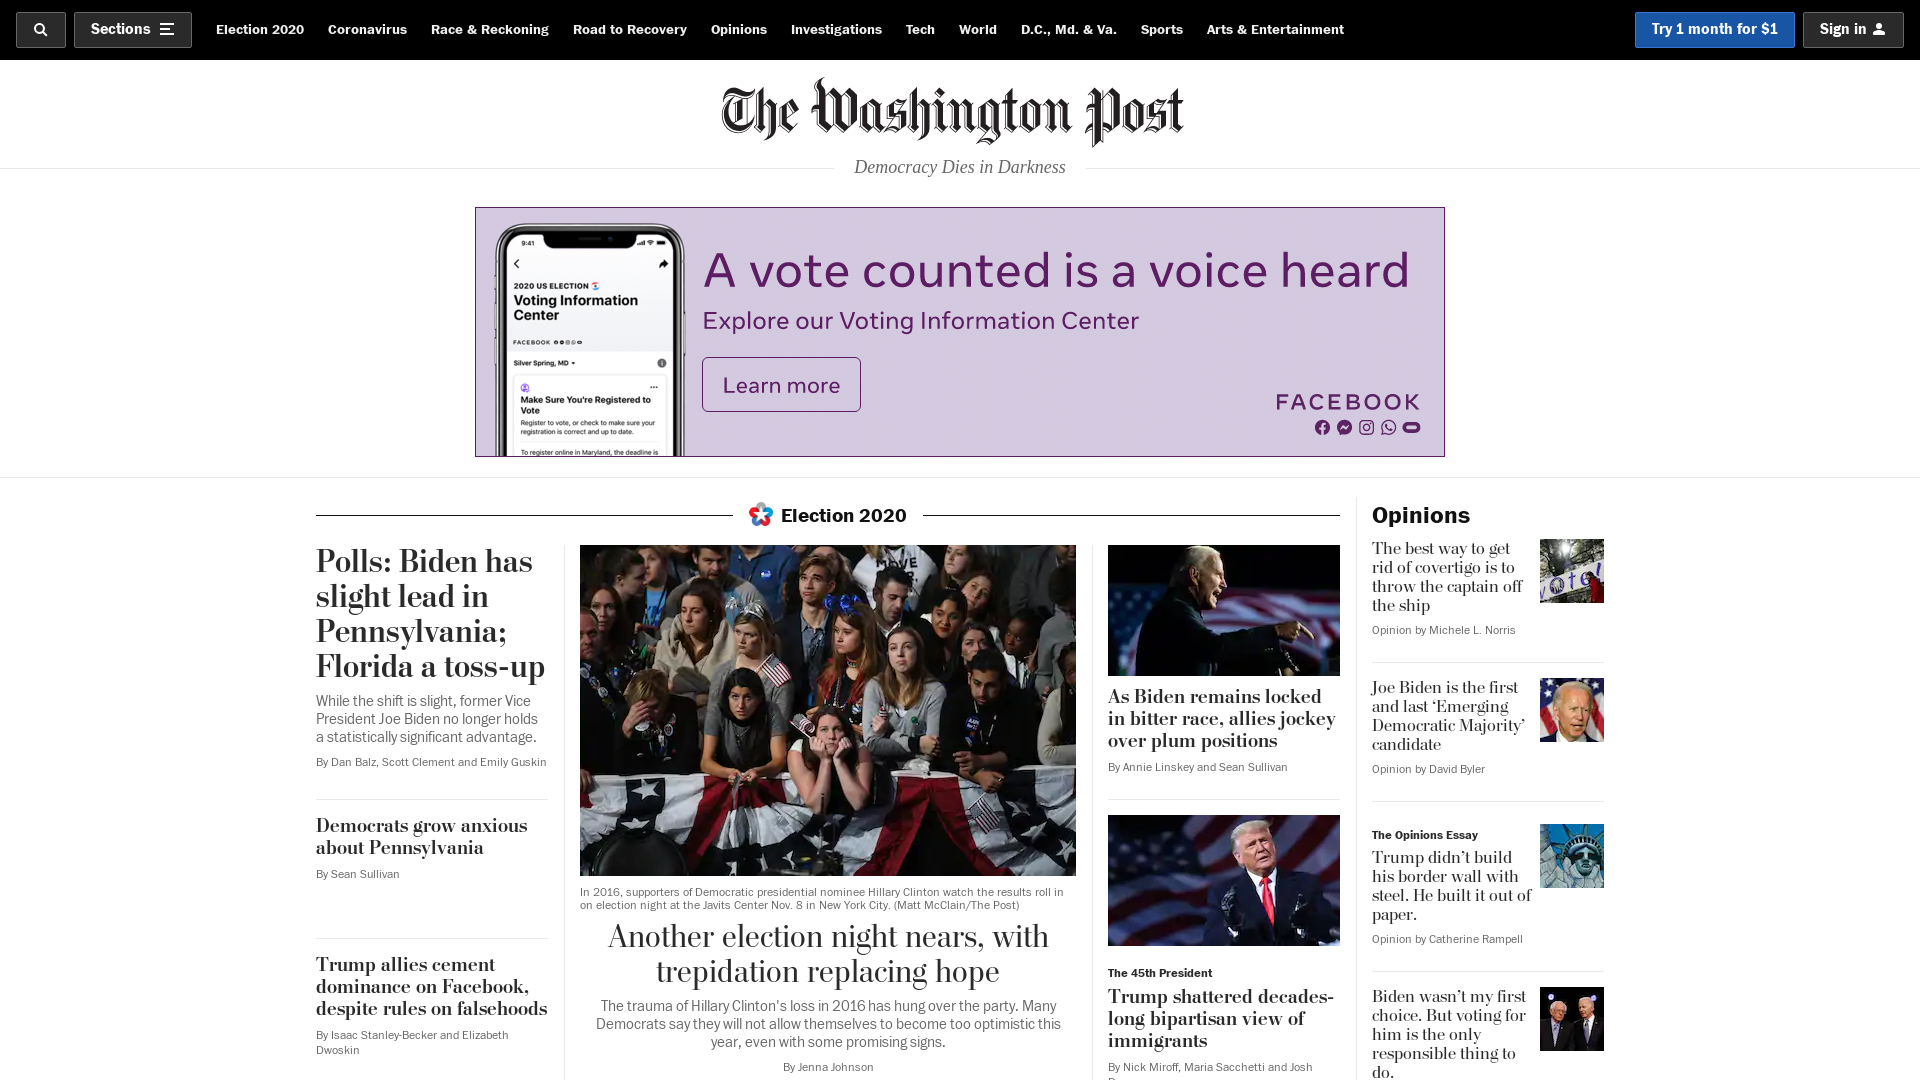 Sections
Election 2020
Coronavirus
Race & Reckoning
Road to Recovery
Opinions
Investigations
Tech
World
D.C., Md. & Va.
Sports
Arts & Entertainment
Try 1 month for $1
Sign in
The Washington Post
Democracy Dies in Darkness
9:41
2020 US ELECTION
Voting Information
Center
FACEBOOK
Silver Spring, MD
Make Sure You're Registered to
Vote
Register to vote, or check to make sure your
registration is correct and up to date.
To register online in Maryland, the deadline is
A vote counted is a voice heard
Explore our Voting Information Center
Learn more
FACEBOOK
Election 2020
Polls: Biden has
slight lead in
Pennsylvania;
Florida a toss-up
While the shift is slight, former Vice
President Joe Biden no longer holds
a statistically significant advantage.
By Dan Balz, Scott Clement and Emily Guskin
Democrats grow anxious
about Pennsylvania
By Sean Sullivan
Trump allies cement
dominance on Facebook,
despite rules on falsehoods
By Isaac Stanley-Becker and Elizabeth
Dwoskin
MOVE
In 2016, supporters of Democratic presidential nominee Hillary Clinton watch the results roll in
on election night at the Javits Center Nov. 8 in New York City. (Matt McClain/The Post)
Another election night nears, with
trepidation replacing hope
The trauma of Hillary Clinton's loss in 2016 has hung over the party. Many
Democrats say they will not allow themselves to become too optimistic this
year, even with some promising signs.
By Jenna Johnson
As Biden remains locked
in bitter race, allies jockey
over plum positions
By Annie Linskey and Sean Sullivan
The 45th President
Trump shattered decades-
long bipartisan view of
immigrants
By Nick Miroff, Maria Sacchetti and Josh
Opinions
The best way to get
rid of covertigo is to
throw the captain off
the ship
Opinion by Michele L. Norris
Joe Biden is the first
and last ‘Emerging
Democratic Majority’
candidate
Opinion by David Byler
The Opinions Essay
Trump didn’t build
his border wall with
steel. He built it out of
paper.
Opinion by Catherine Rampell
Biden wasn’t my first
choice. But voting for
him is the only
responsible thing to
do.